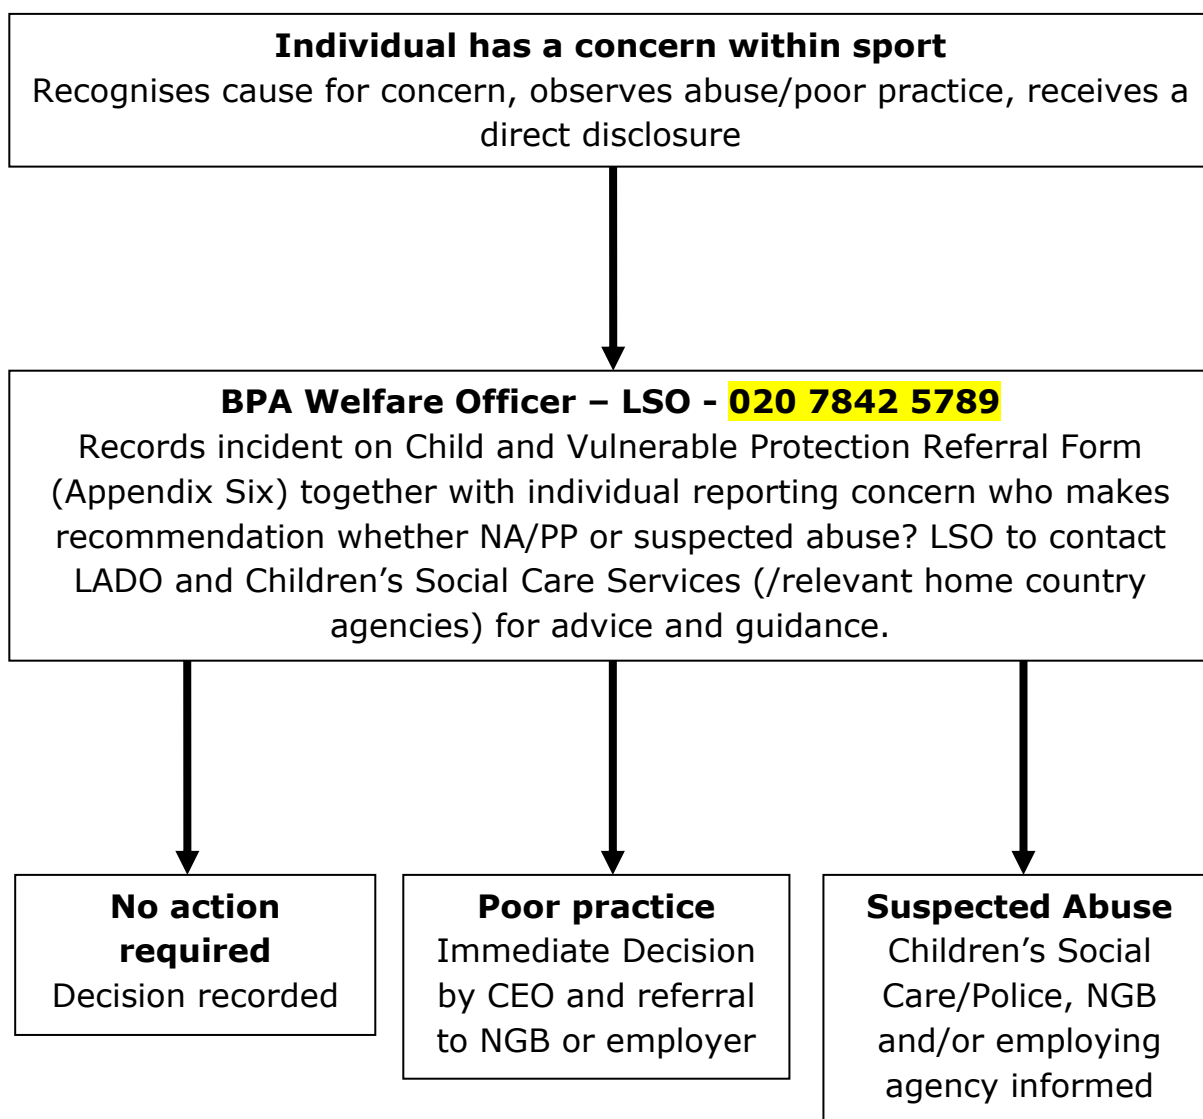 Individual has a concern within sport
Recognises cause for concern, observes abuse/poor practice, receives a
direct disclosure
BPA Welfare Officer – LSO - 020 7842 5789
Records incident on Child and Vulnerable Protection Referral Form
(Appendix Six) together with individual reporting concern who makes
recommendation whether NA/PP or suspected abuse? LSO to contact
LADO and Children’s Social Care Services (/relevant home country
agencies) for advice and guidance.
No action
required
Decision recorded
Poor practice
Immediate Decision
by CEO and referral
to NGB or employer
Suspected Abuse
Children’s Social
Care/Police, NGB
and/or employing
agency informed